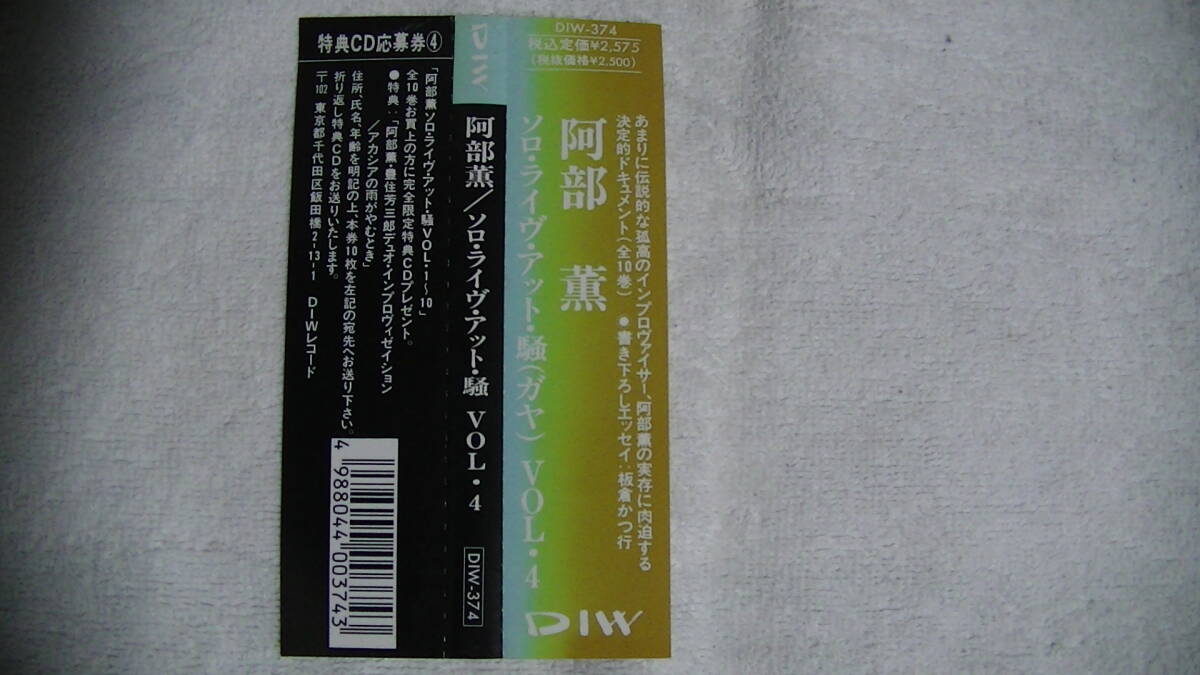 DIW-374
税込定価¥2,575
(税抜価格¥2,500)
あまりに伝説的な孤高のインプロヴァイサー、阿部薫の実存に肉迫する
決定的ドキュメント(全10巻) ●書き下ろしエッセイ：板倉かつ行
阿部 薫
ソロ・ライヴ・アット・騒(ガヤ) VOL・4
DIW
DIW
阿部薫/ソロ・ライヴ・アット・騒 VOL・4
DIW-374
特典CD応募券④
「阿部薫ソロ・ライヴ・アット・騒VOL・1〜10」
全10巻お買上の方に完全限定特典CDプレゼント。
●特典：「阿部薫・豊住芳三郎デュオ・インプロヴィゼイション
/アカシアの雨がやむとき」
住所、氏名、年齢を明記の上、本券10枚を左記の宛先へお送り下さい。
折り返し特典CDをお送りいたします。
〒102 東京都千代田区飯田橋2-13-1 DIWレコード
4 988044 003743